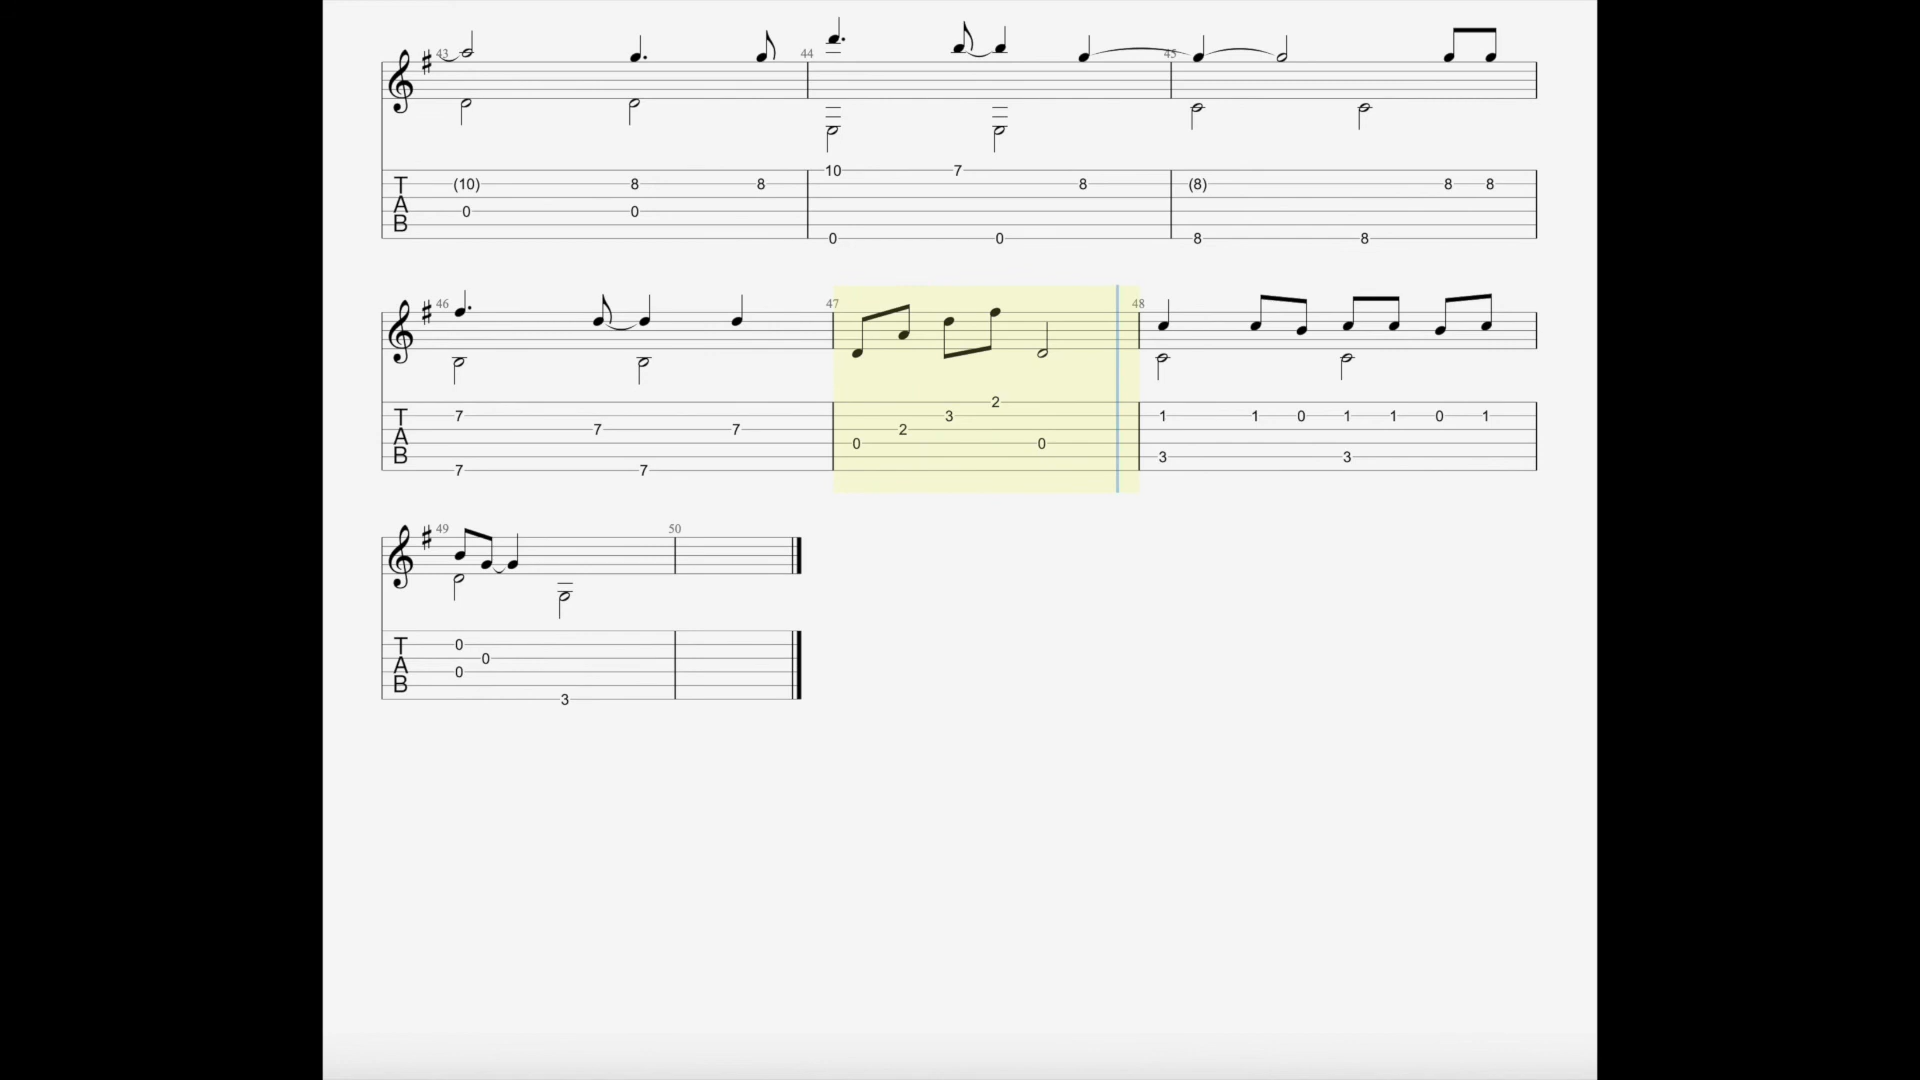 43 44 45
10 7
T (10) 8 8 8 (8) 8 8
A 0 0
B
0 0 8 8
46 47 48
2
T 7 3 1 1 0 1 1 0 1
7 7 2
A 0 0
B 3 3
7 7
49 50
T 0
0
A 0
B
3